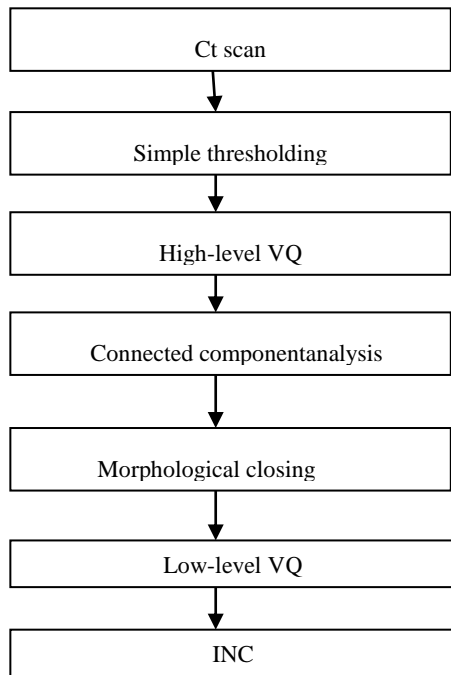 Ct scan
Simple thresholding
High-level VQ
Connected componentanalysis
Morphological closing
Low-level VQ
INC